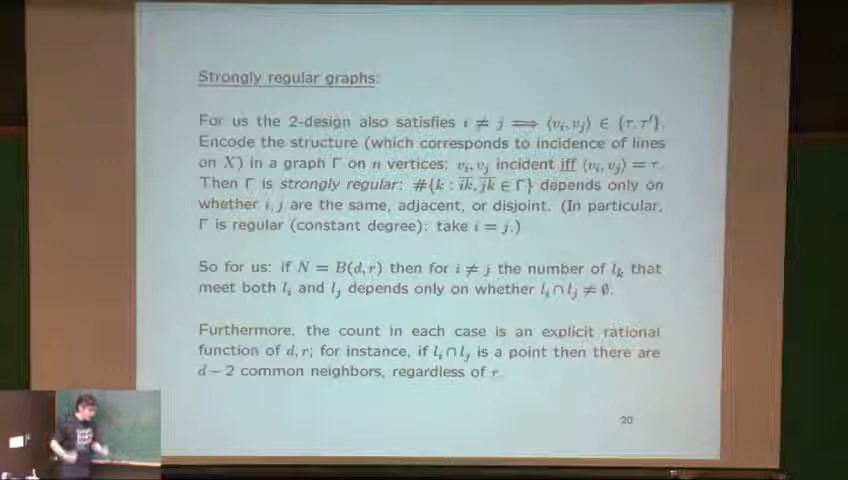 Strongly regular graphs:
For us the 2-design also satisfies i ≠ j ⟹ ⟨v_i, v_j⟩ ∈ {τ, τ′}.
Encode the structure (which corresponds to incidence of lines
on X) in a graph Γ on n vertices: v_i, v_j incident iff ⟨v_i, v_j⟩ = τ.
Then Γ is strongly regular: #{k : ik, jk ∈ Γ} depends only on
whether i, j are the same, adjacent, or disjoint. (In particular,
Γ is regular (constant degree): take i = j.)
So for us: if N = B(d, r) then for i ≠ j the number of l_k that
meet both l_i and l_j depends only on whether l_i ∩ l_j ≠ ∅.
Furthermore, the count in each case is an explicit rational
function of d, r; for instance, if l_i ∩ l_j is a point then there are
d − 2 common neighbors, regardless of r.
20